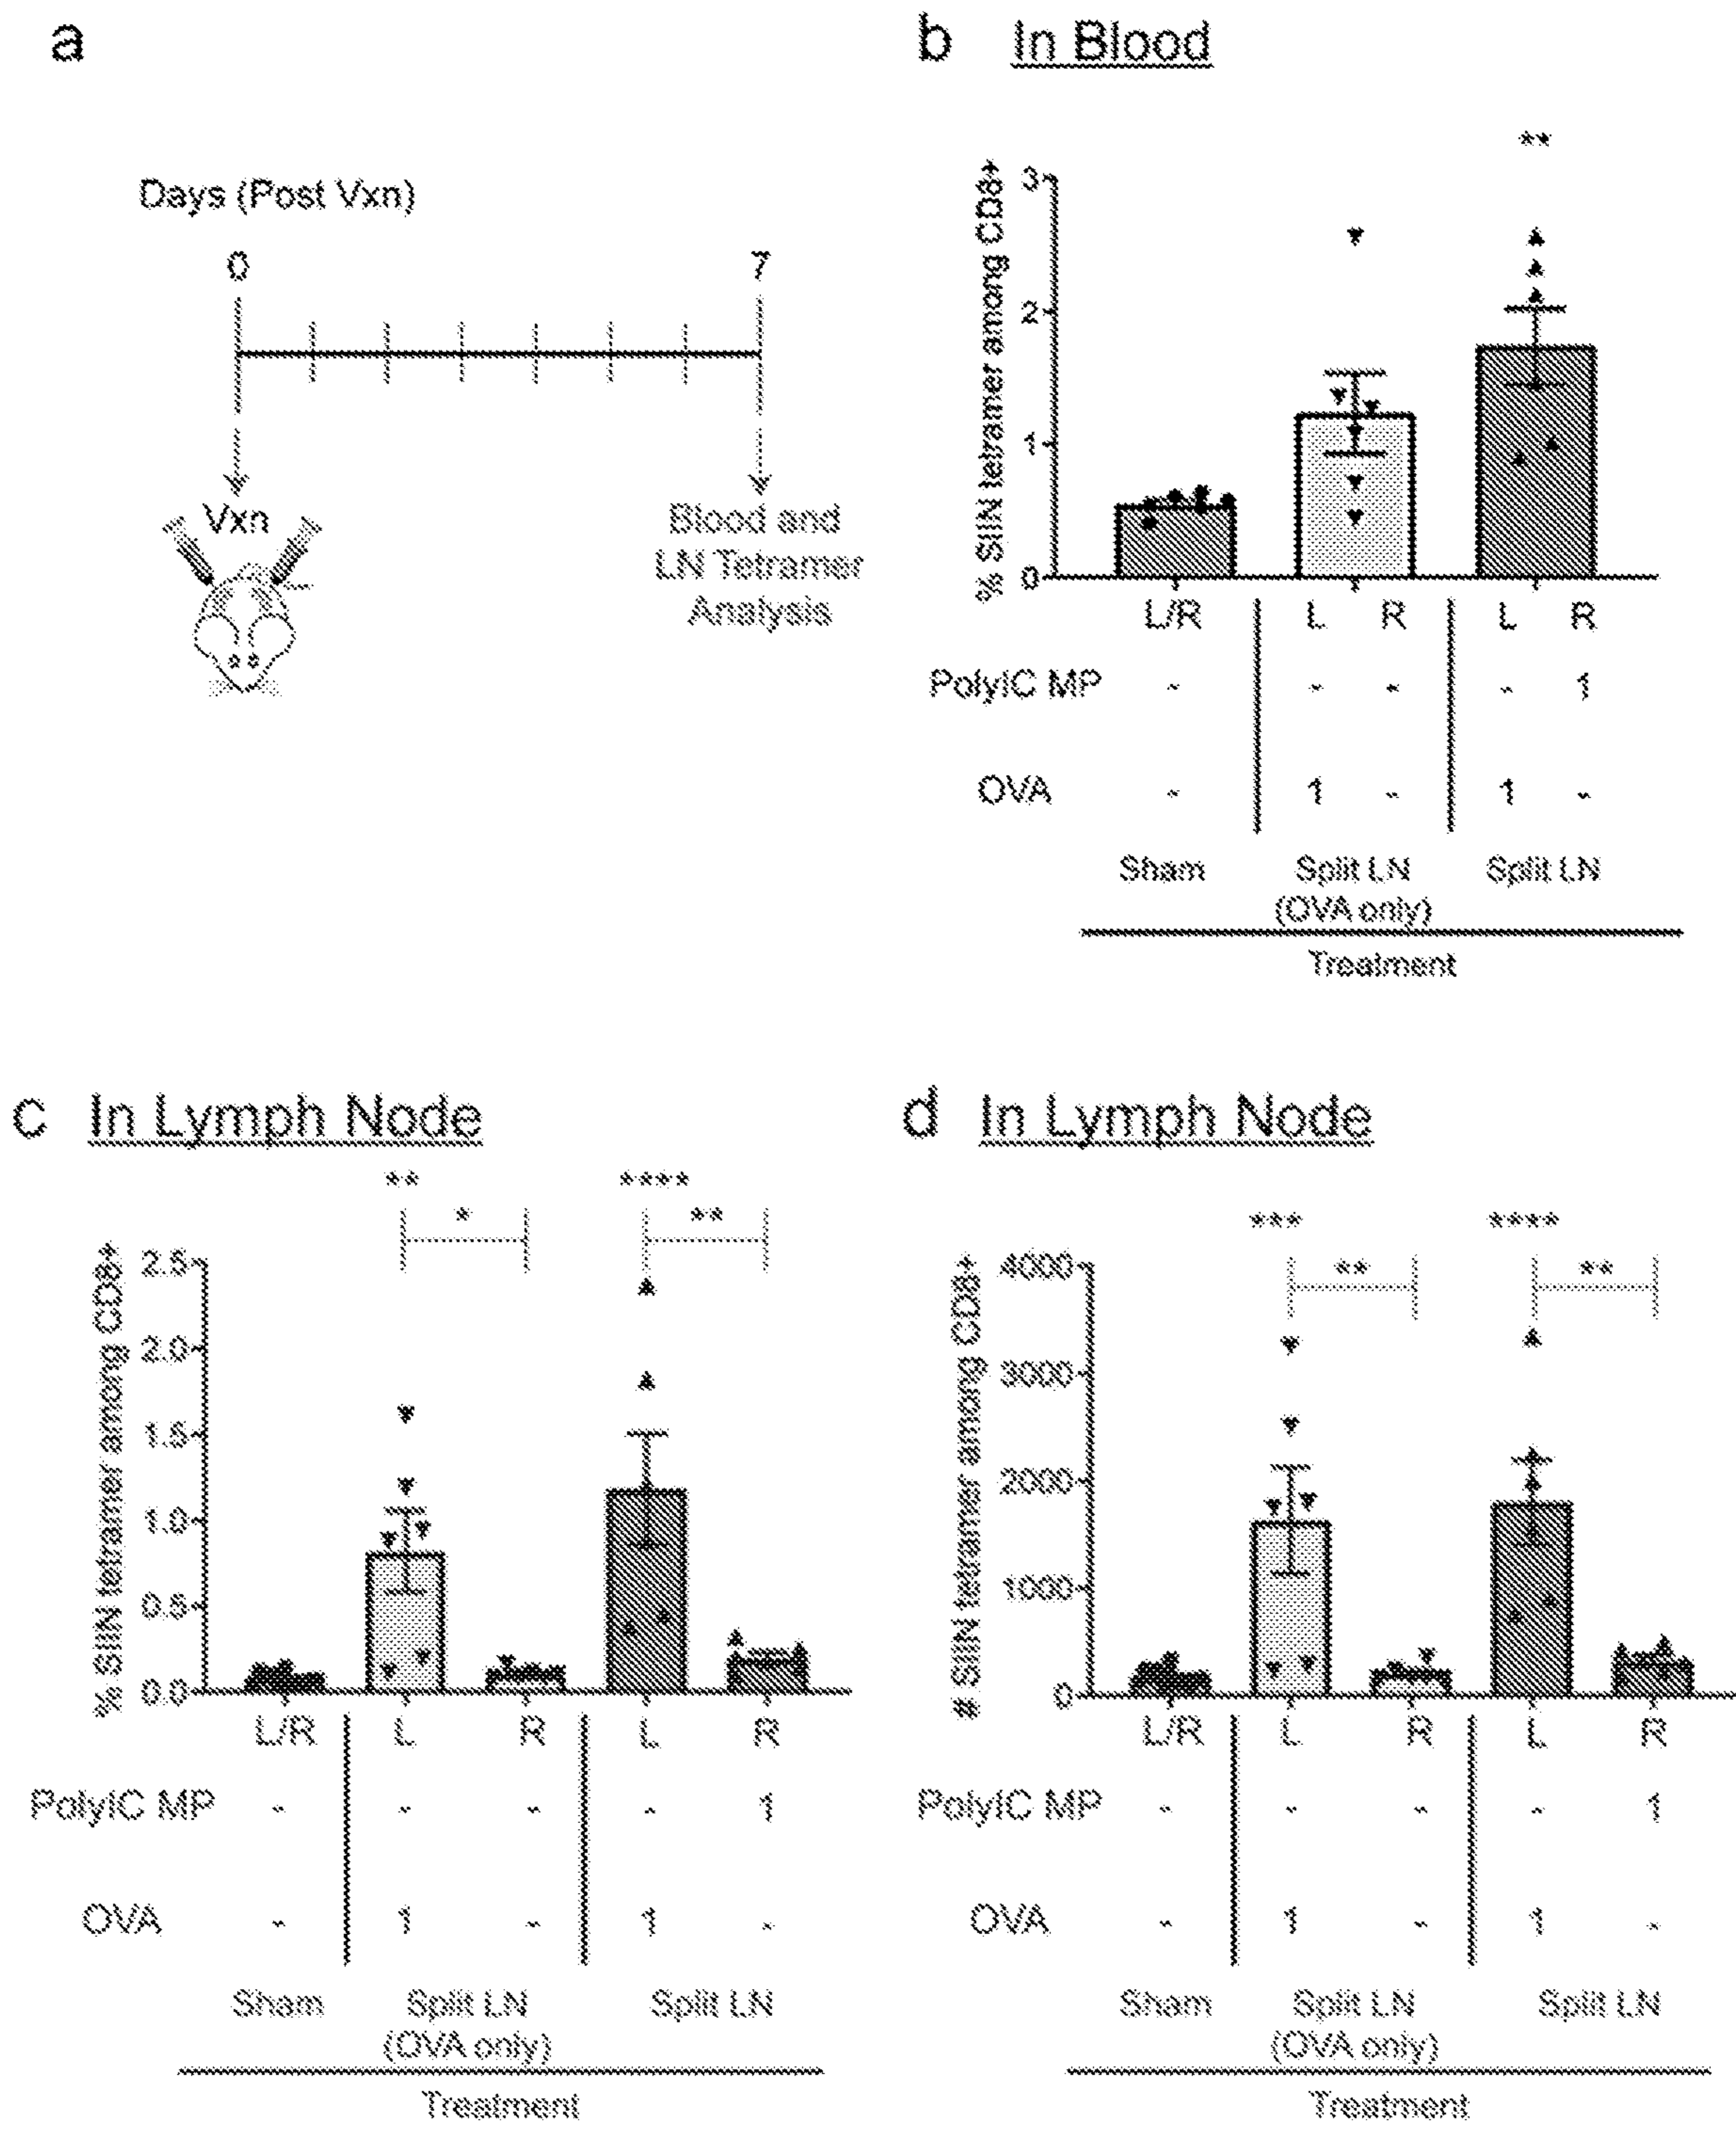 a
Days (Post Vxn)
0 7
Vxn
Blood and
LN Tetramer
Analysis
b In Blood
**
% SIIN tetramer among CD8+
3
2
1
0
L/R L R L R
PolyIC MP - - - - 1
OVA - 1 - 1 -
Sham Split LN Split LN
(OVA only)
Treatment
c In Lymph Node
** ****
* **
% SIIN tetramer among CD8+
2.5
2.0
1.5
1.0
0.5
0.0
L/R L R L R
PolyIC MP - - - - 1
OVA - 1 - 1 -
Sham Split LN Split LN
(OVA only)
Treatment
d In Lymph Node
*** ****
** **
# SIIN tetramer among CD8+
4000
3000
2000
1000
0
L/R L R L R
PolyIC MP - - - - 1
OVA - 1 - 1 -
Sham Split LN Split LN
(OVA only)
Treatment